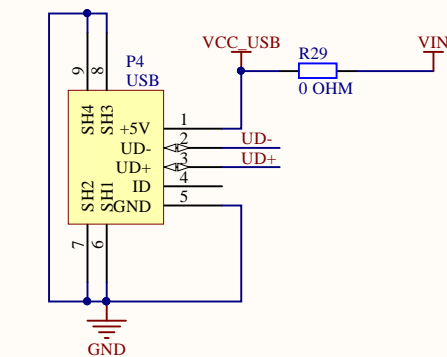 VCC_USB
VIN
R29
0 OHM
P4
USB
9
8
SH4
SH3
+5V
1
UD-
2
UD-
UD+
3
UD+
ID
4
GND
5
SH2
SH1
7
6
GND